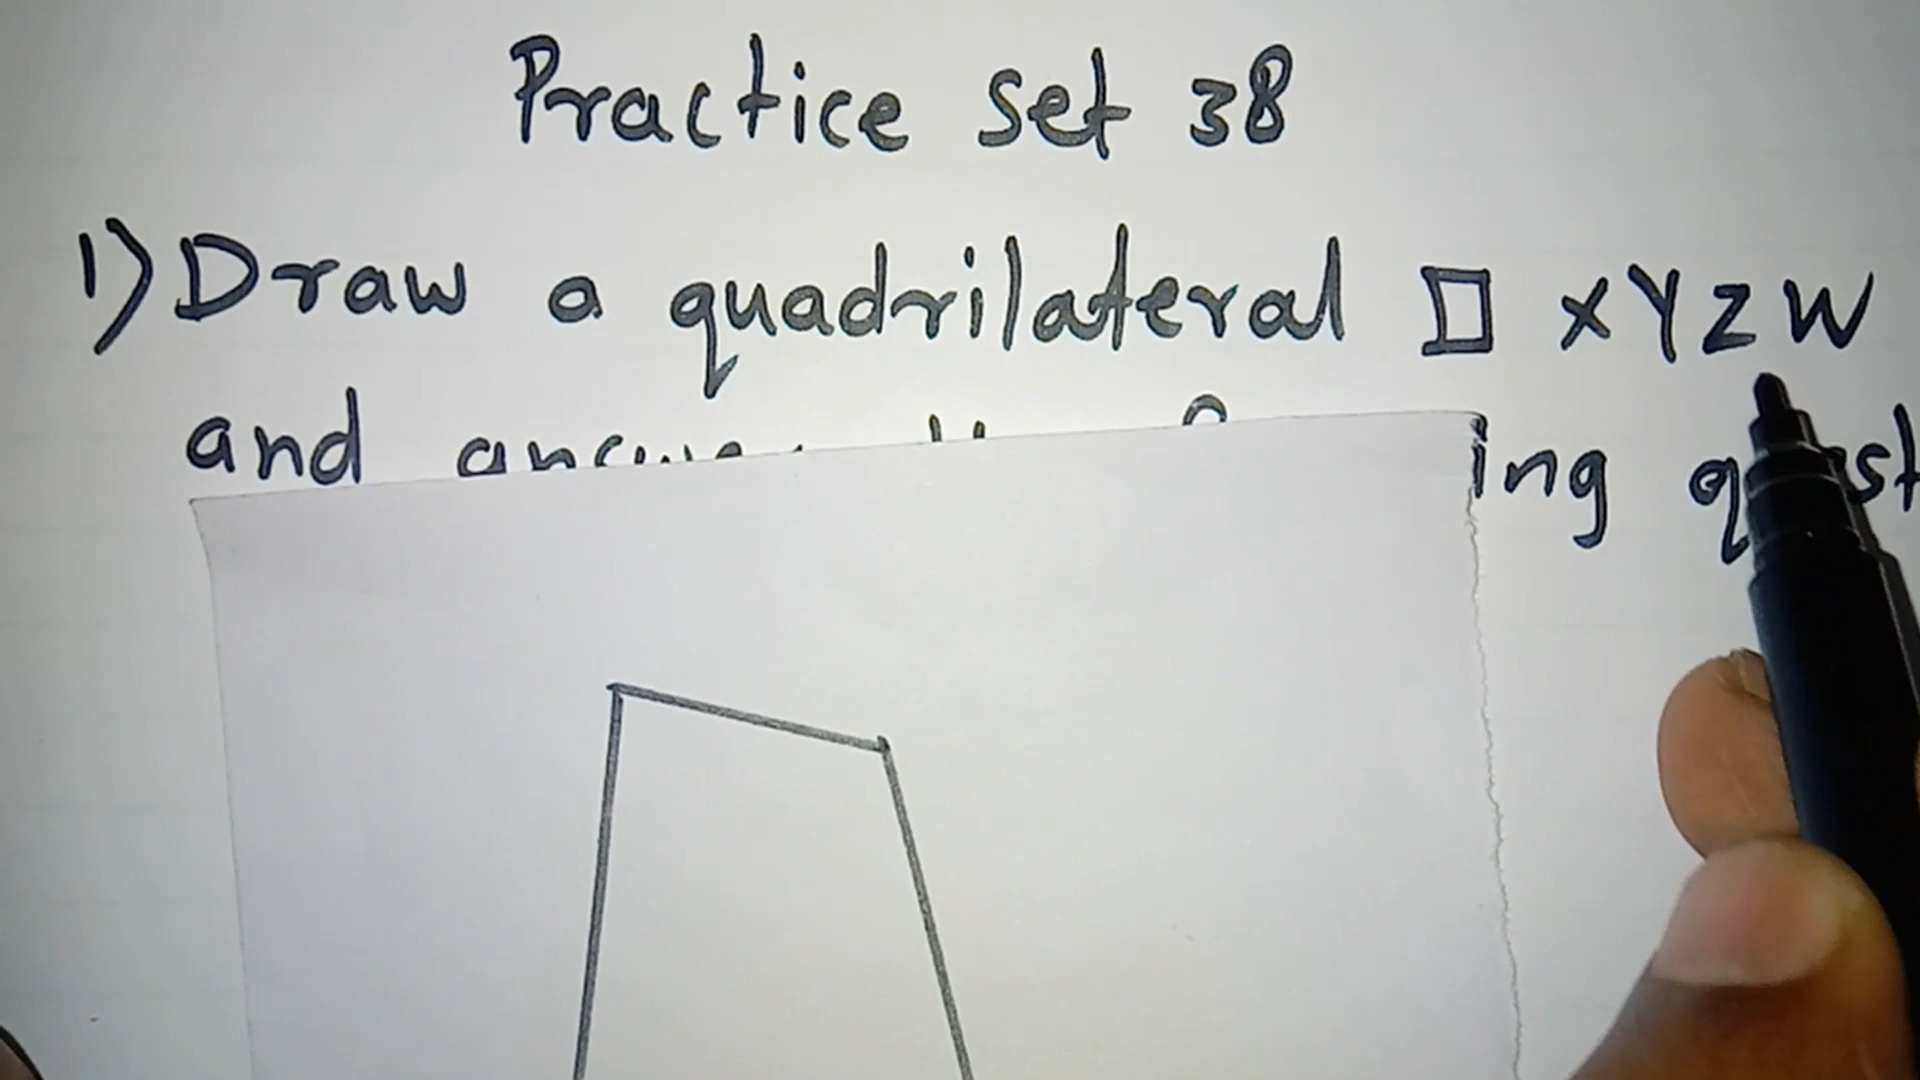 Practice set 38
1) Draw a quadrilateral □ XYZW
and ing